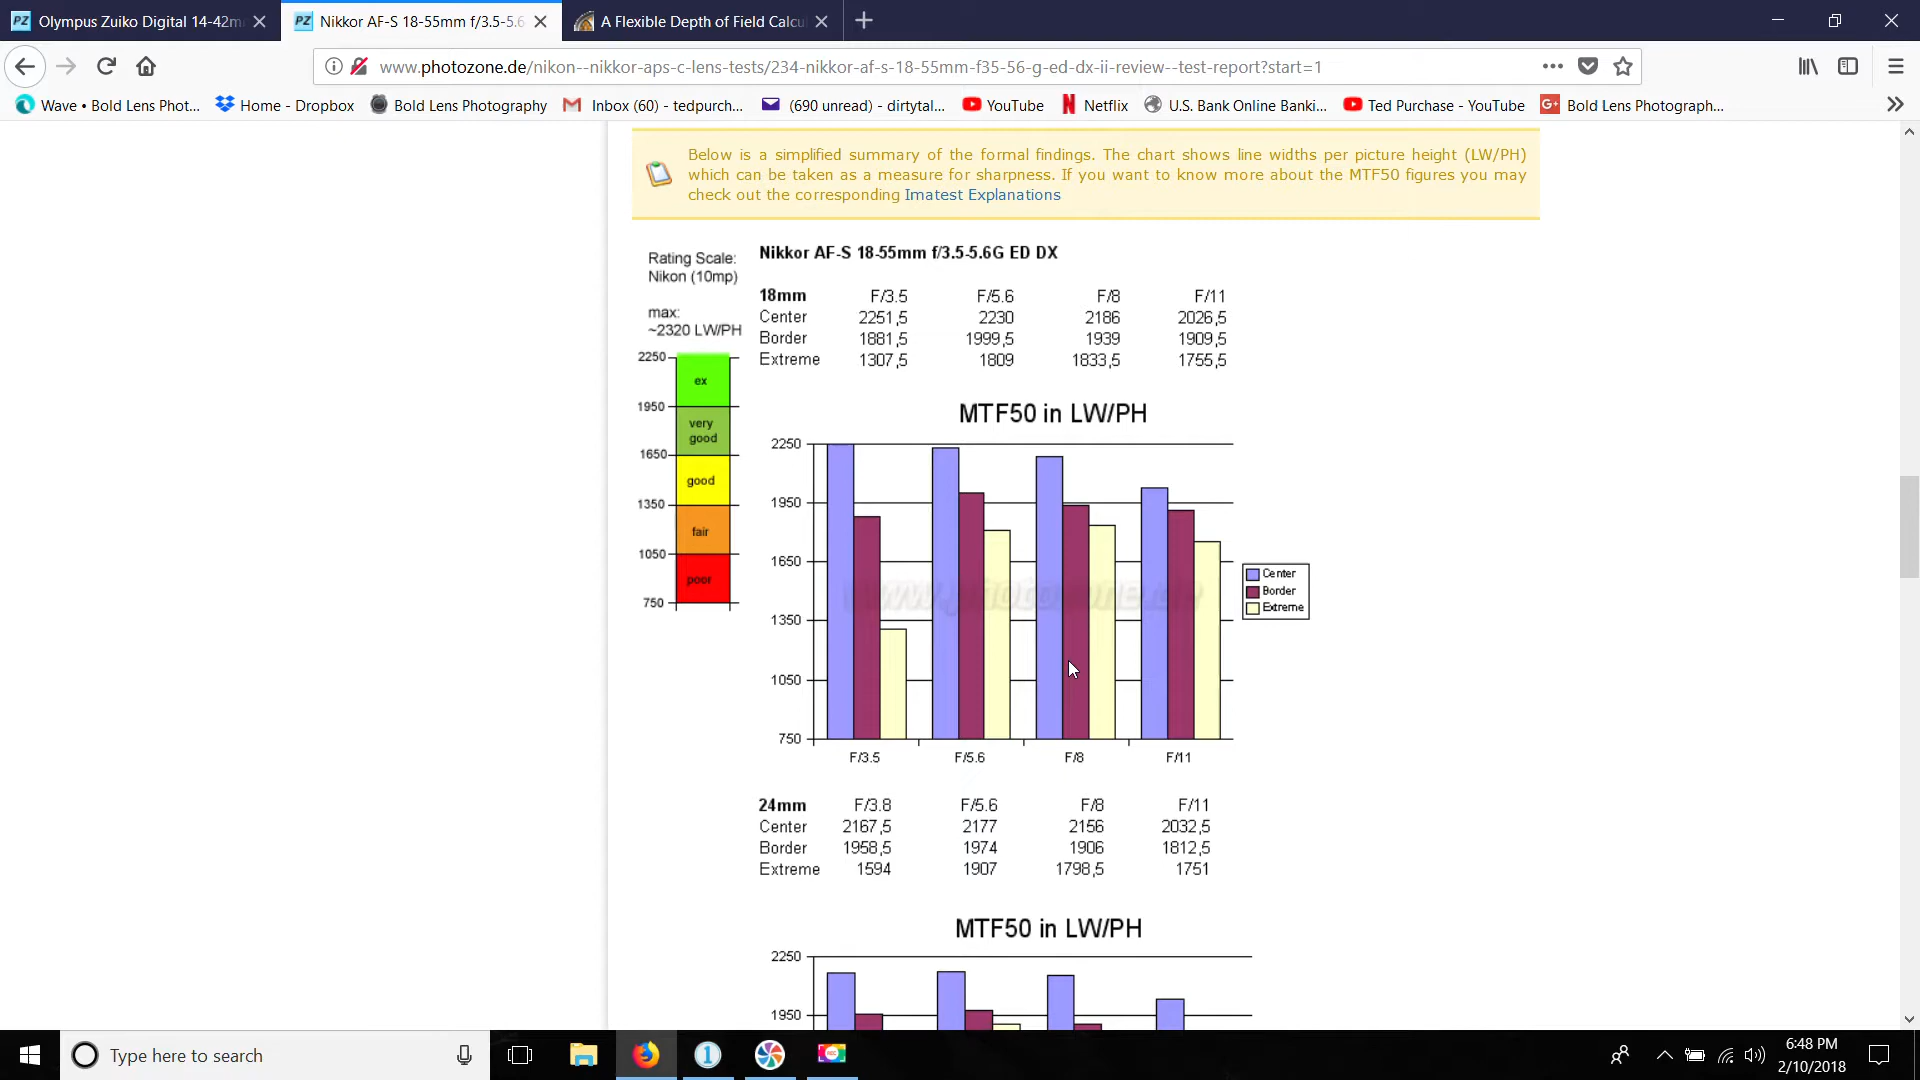 Olympus Zuiko Digital 14-42m
Nikkor AF-S 18-55mm f/3.5-5.6
A Flexible Depth of Field Calcu
www.photozone.de/nikon--nikkor-aps-c-lens-tests/234-nikkor-af-s-18-55mm-f35-56-g-ed-dx-ii-review--test-report?start=1
Wave • Bold Lens Phot... Home - Dropbox Bold Lens Photography Inbox (60) - tedpurch... (690 unread) - dirtytal... YouTube Netflix U.S. Bank Online Banki... Ted Purchase - YouTube Bold Lens Photograph...
Below is a simplified summary of the formal findings. The chart shows line widths per picture height (LW/PH)
which can be taken as a measure for sharpness. If you want to know more about the MTF50 figures you may
check out the corresponding Imatest Explanations
Rating Scale:
Nikon (10mp)
max:
~2320 LW/PH
2250
ex
1950
very
good
1650
good
1350
fair
1050
poor
750
Nikkor AF-S 18-55mm f/3.5-5.6G ED DX
18mm F/3.5 F/5.6 F/8 F/11
Center 2251,5 2230 2186 2026,5
Border 1881,5 1999,5 1939 1909,5
Extreme 1307,5 1809 1833,5 1755,5
MTF50 in LW/PH
2250
1950
1650
1350
1050
750
F/3.5 F/5.6 F/8 F/11
www.photozone.de
Center
Border
Extreme
24mm F/3.8 F/5.6 F/8 F/11
Center 2167,5 2177 2156 2032,5
Border 1958,5 1974 1906 1812,5
Extreme 1594 1907 1798,5 1751
MTF50 in LW/PH
2250
1950
Type here to search
6:48 PM
2/10/2018